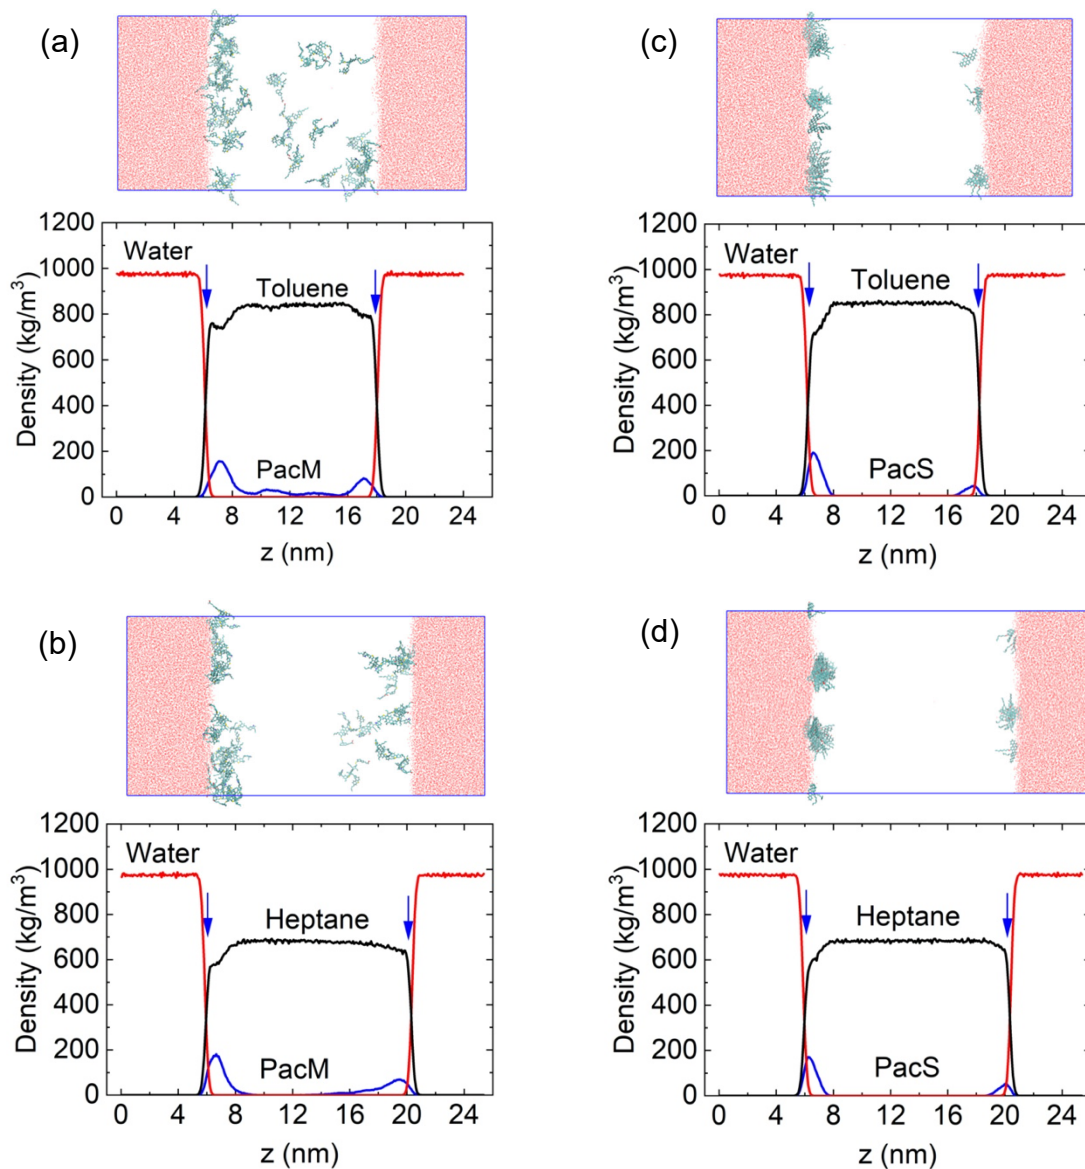 (a)
1200
1000
800
600
400
200
0
Density (kg/m³)
Water
Toluene
PacM
0 4 8 12 16 20 24
z (nm)
(c)
1200
1000
800
600
400
200
0
Density (kg/m³)
Water
Toluene
PacS
0 4 8 12 16 20 24
z (nm)
(b)
1200
1000
800
600
400
200
0
Density (kg/m³)
Water
Heptane
PacM
0 4 8 12 16 20 24
z (nm)
(d)
1200
1000
800
600
400
200
0
Density (kg/m³)
Water
Heptane
PacS
0 4 8 12 16 20 24
z (nm)